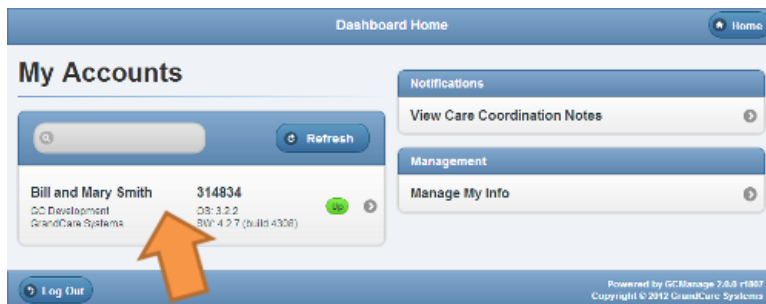 Dashboard Home
Home
My Accounts
Refresh
Bill and Mary Smith
314834
GC Development
OS: 3.2.2
GrandCare Systems
SW: 4.2.7 (build 4306)
Up
Notifications
View Care Coordination Notes
Management
Manage My Info
Log Out
Powered by GCManage 2.0.0 r1807
Copyright © 2012 GrandCare Systems